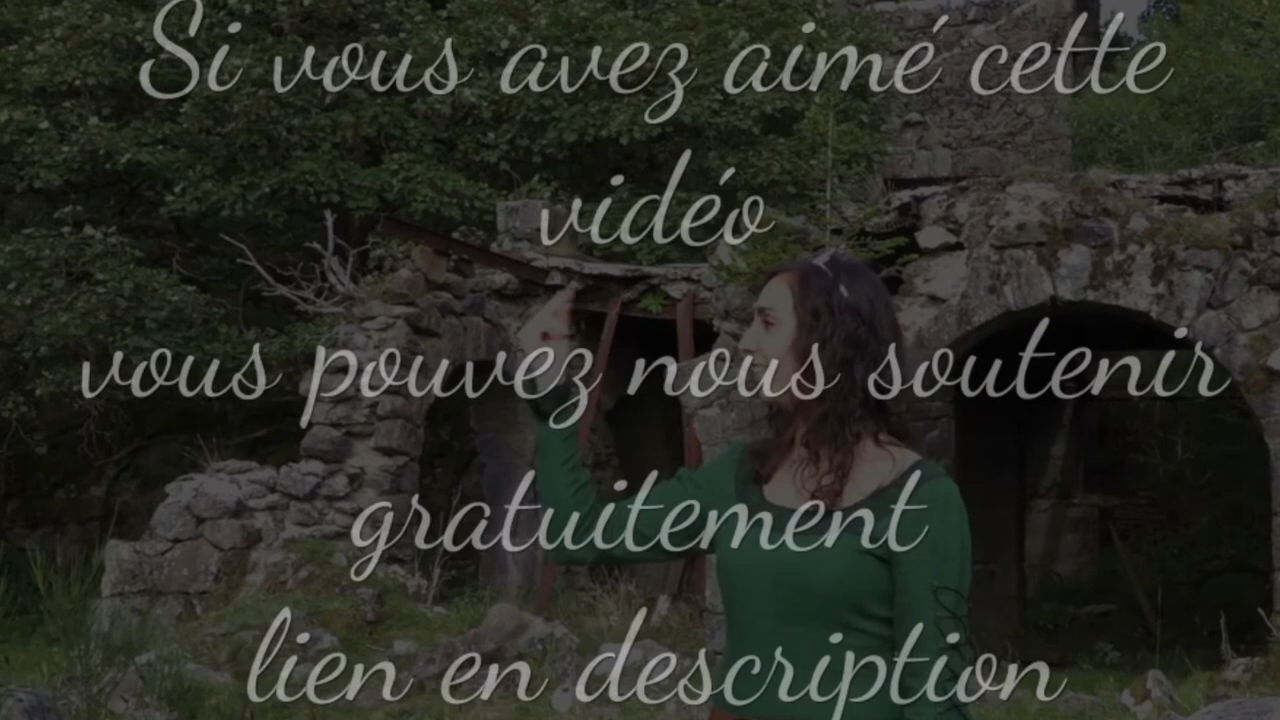 Si vous avez aimé cette
vidéo
vous pouvez nous soutenir
gratuitement
lien en description